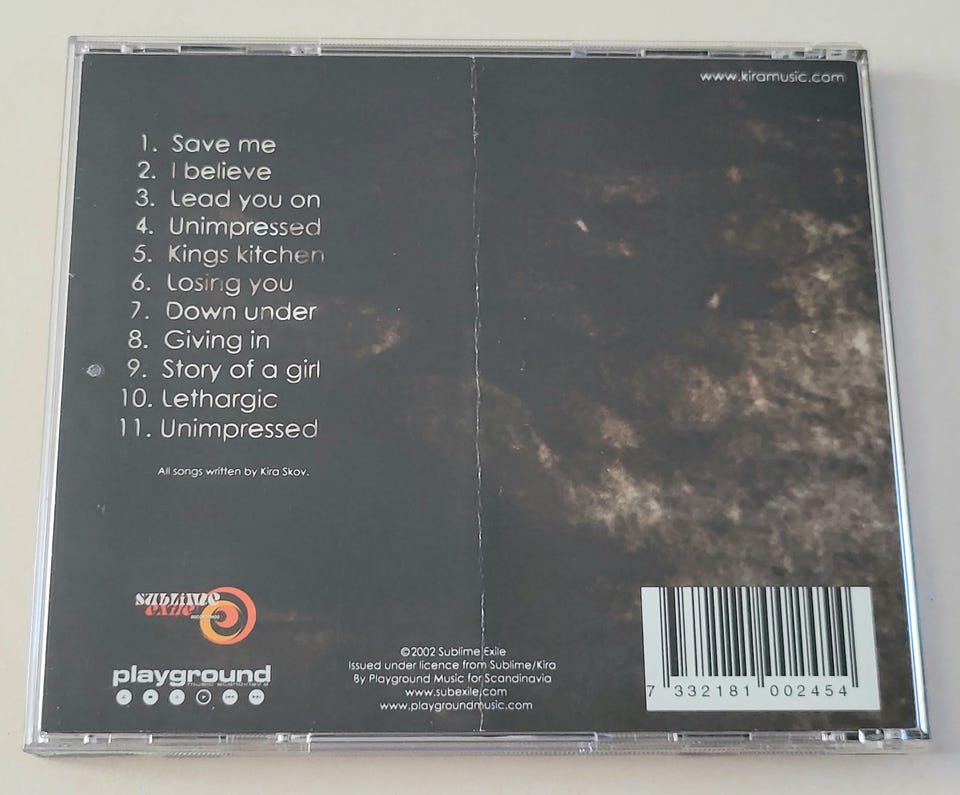 www.kiramusic.com
1. Save me
2. I believe
3. Lead you on
4. Unimpressed
5. Kings kitchen
6. Losing you
7. Down under
8. Giving in
9. Story of a girl
10. Lethargic
11. Unimpressed
All songs written by Kira Skov.
sublime
exile
RECORDINGS
playground
music scandinavia
©2002 Sublime Exile
Issued under licence from Sublime/Kira
By Playground Music for Scandinavia
www.subexile.com
www.playgroundmusic.com
7 332181 002454